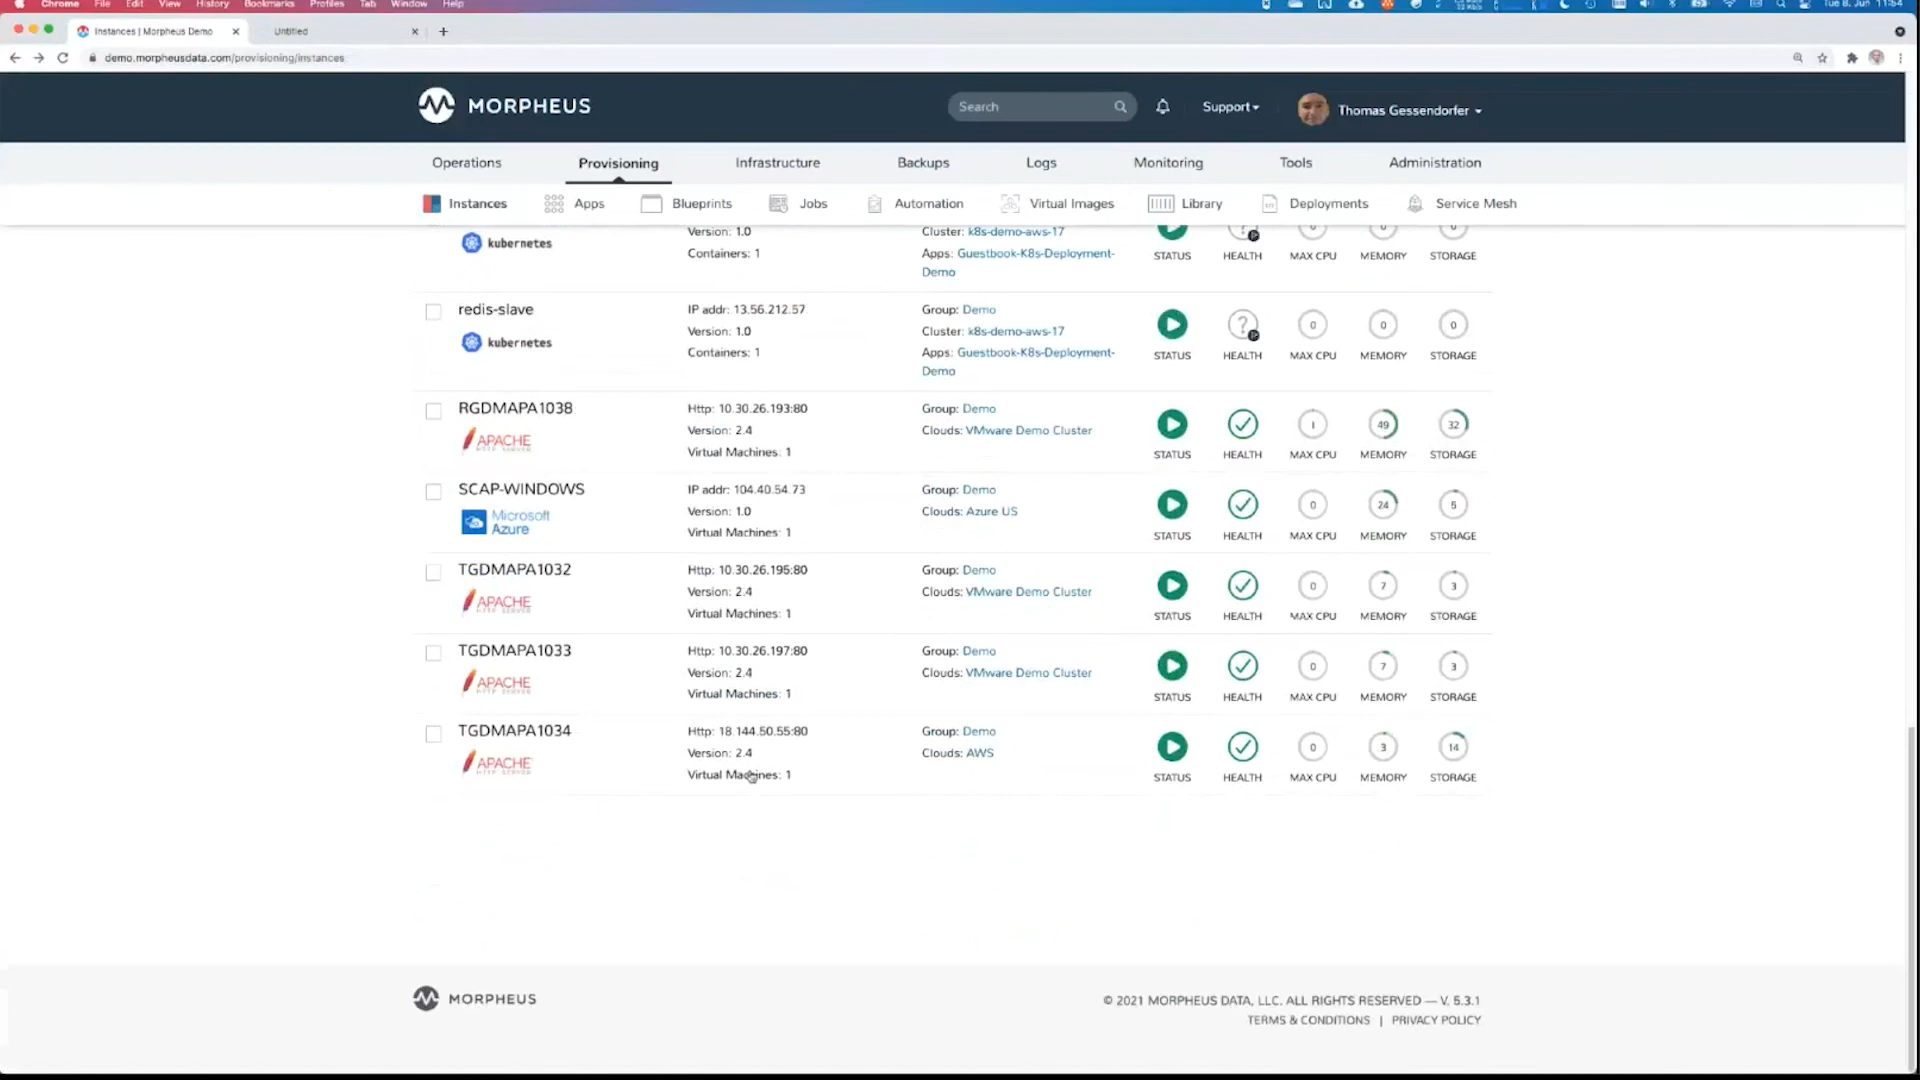 Chrome File Edit View History Bookmarks Profiles Tab Window Help
Tue 8. Jun 11:54
Instances | Morpheus Demo
Untitled
demo.morpheusdata.com/provisioning/instances
MORPHEUS
Search
Support
Thomas Gessendorfer
Operations Provisioning Infrastructure Backups Logs Monitoring Tools Administration
Instances Apps Blueprints Jobs Automation Virtual Images Library Deployments Service Mesh
kubernetes
Version: 1.0
Containers: 1
Cluster: k8s-demo-aws-17
Apps: Guestbook-K8s-Deployment-
Demo
STATUS HEALTH MAX CPU MEMORY STORAGE
redis-slave
kubernetes
IP addr: 13.56.212.57
Version: 1.0
Containers: 1
Group: Demo
Cluster: k8s-demo-aws-17
Apps: Guestbook-K8s-Deployment-
Demo
? 0 0 0
STATUS HEALTH MAX CPU MEMORY STORAGE
RGDMAPA1038
APACHE
HTTP SERVER
Http: 10.30.26.193:80
Version: 2.4
Virtual Machines: 1
Group: Demo
Clouds: VMware Demo Cluster
1 49 32
STATUS HEALTH MAX CPU MEMORY STORAGE
SCAP-WINDOWS
Microsoft
Azure
IP addr: 104.40.54.73
Version: 1.0
Virtual Machines: 1
Group: Demo
Clouds: Azure US
0 24 5
STATUS HEALTH MAX CPU MEMORY STORAGE
TGDMAPA1032
APACHE
HTTP SERVER
Http: 10.30.26.195:80
Version: 2.4
Virtual Machines: 1
Group: Demo
Clouds: VMware Demo Cluster
0 7 3
STATUS HEALTH MAX CPU MEMORY STORAGE
TGDMAPA1033
APACHE
HTTP SERVER
Http: 10.30.26.197:80
Version: 2.4
Virtual Machines: 1
Group: Demo
Clouds: VMware Demo Cluster
0 7 3
STATUS HEALTH MAX CPU MEMORY STORAGE
TGDMAPA1034
APACHE
HTTP SERVER
Http: 18.144.50.55:80
Version: 2.4
Virtual Machines: 1
Group: Demo
Clouds: AWS
0 3 14
STATUS HEALTH MAX CPU MEMORY STORAGE
MORPHEUS
© 2021 MORPHEUS DATA, LLC. ALL RIGHTS RESERVED — V. 5.3.1
TERMS & CONDITIONS | PRIVACY POLICY